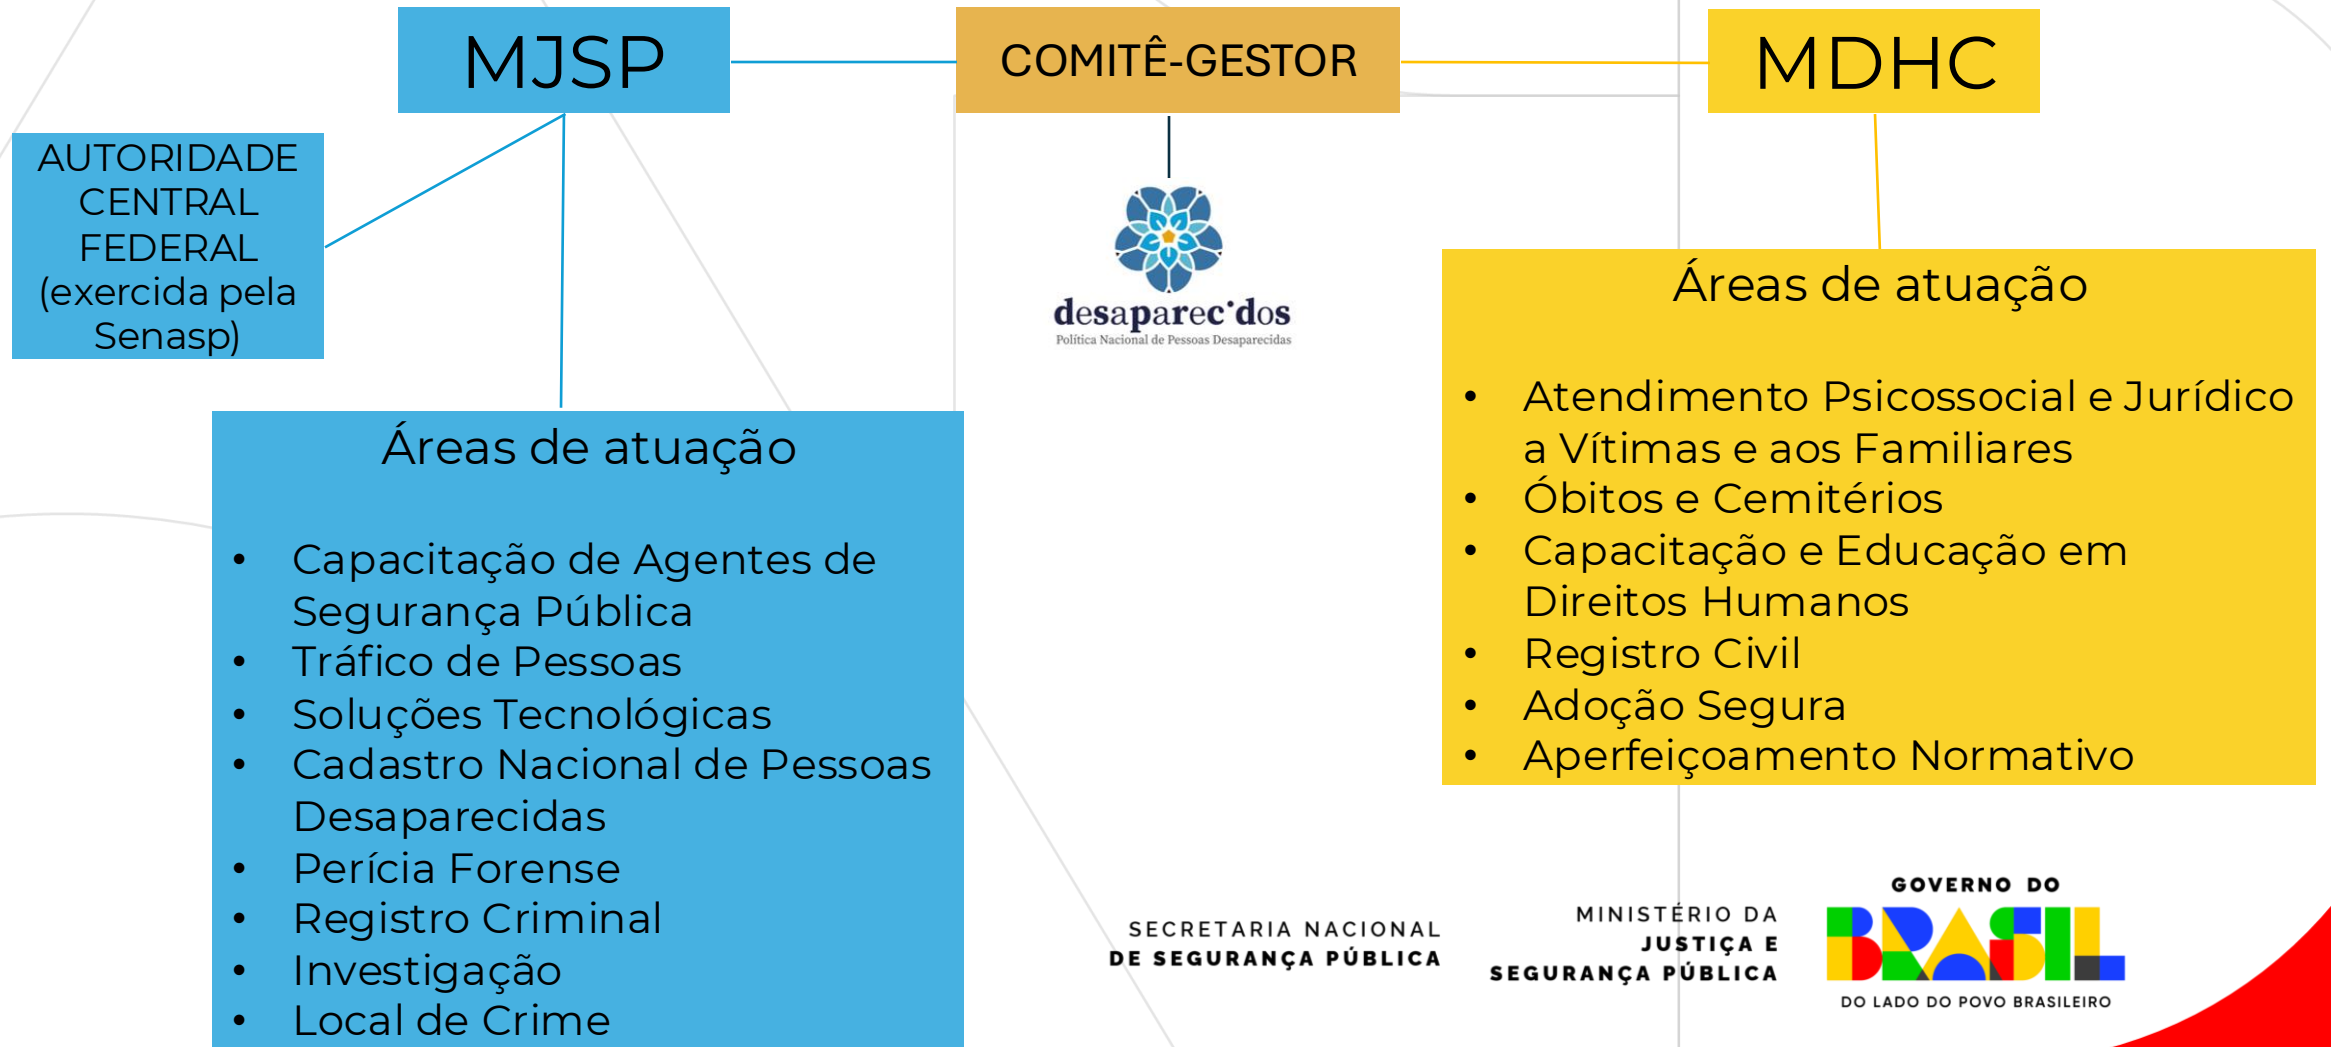 MJSP
COMITÊ-GESTOR
MDHC
AUTORIDADE
CENTRAL
FEDERAL
(exercida pela
Senasp)
desaparec•dos
Política Nacional de Pessoas Desaparecidas
Áreas de atuação
• Capacitação de Agentes de
Segurança Pública
• Tráfico de Pessoas
• Soluções Tecnológicas
• Cadastro Nacional de Pessoas
Desaparecidas
• Perícia Forense
• Registro Criminal
• Investigação
• Local de Crime
Áreas de atuação
• Atendimento Psicossocial e Jurídico
a Vítimas e aos Familiares
• Óbitos e Cemitérios
• Capacitação e Educação em
Direitos Humanos
• Registro Civil
• Adoção Segura
• Aperfeiçoamento Normativo
SECRETARIA NACIONAL
DE SEGURANÇA PÚBLICA
MINISTÉRIO DA
JUSTIÇA E
SEGURANÇA PÚBLICA
GOVERNO DO
BRASIL
DO LADO DO POVO BRASILEIRO